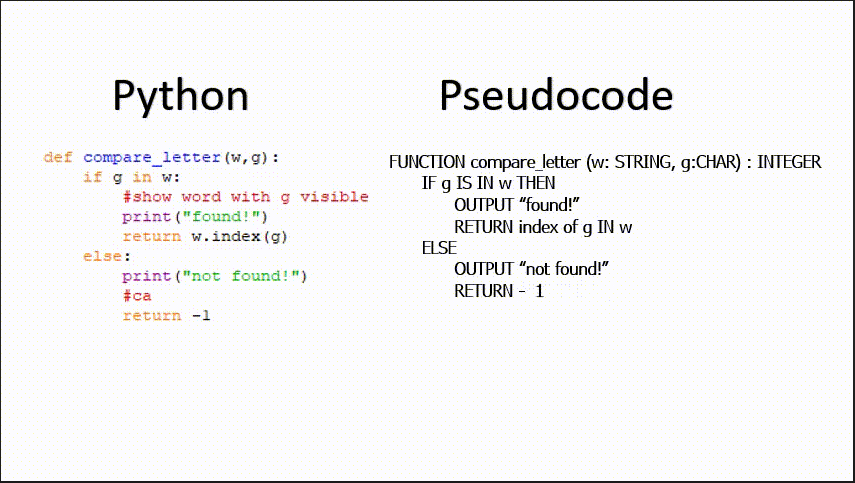 Python
def compare_letter(w,g):
    if g in w:
        #show word with g visible
        print("found!")
        return w.index(g)
    else:
        print("not found!")
        #ca
        return -1
Pseudocode
FUNCTION compare_letter (w: STRING, g:CHAR) : INTEGER
    IF g IS IN w THEN
        OUTPUT “found!”
        RETURN index of g IN w
    ELSE
        OUTPUT “not found!”
        RETURN - 1